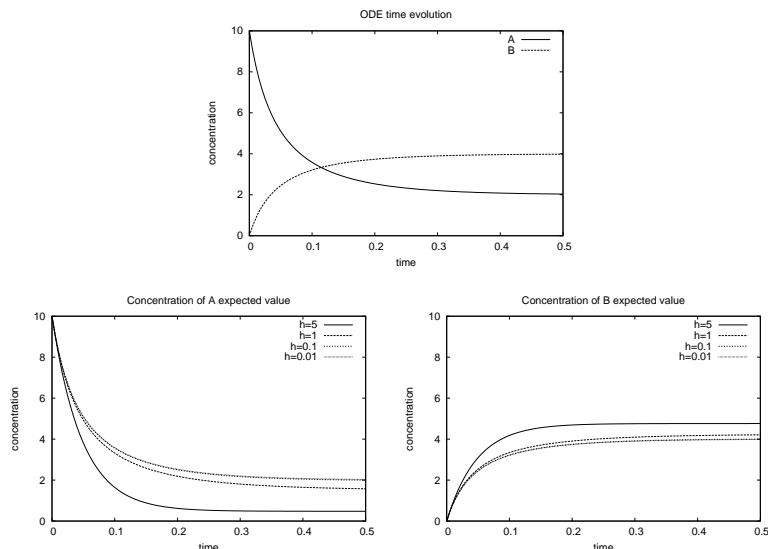 ODE time evolution
A
B
10
8
6
4
2
0
concentration
0 0.1 0.2 0.3 0.4 0.5
time
Concentration of A expected value
h=5
h=1
h=0.1
h=0.01
10
8
6
4
2
0
concentration
0 0.1 0.2 0.3 0.4 0.5
time
Concentration of B expected value
h=5
h=1
h=0.1
h=0.01
10
8
6
4
2
0
concentration
0 0.1 0.2 0.3 0.4 0.5
time